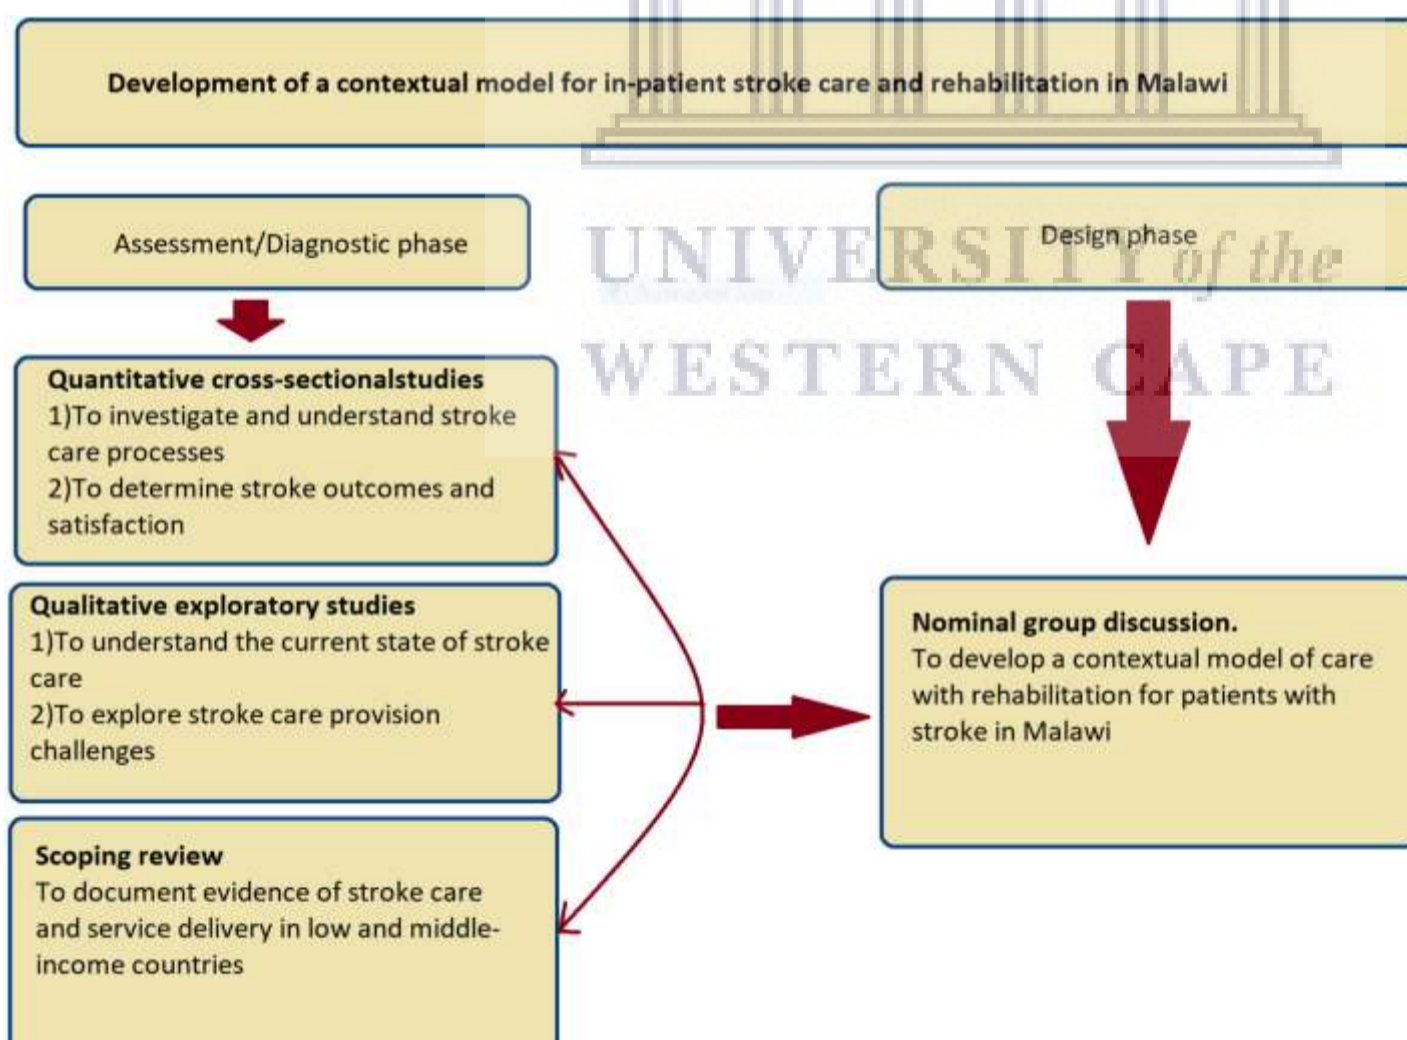 Development of a contextual model for in-patient stroke care and rehabilitation in Malawi
Assessment/Diagnostic phase
Design phase
UNIVERSITY of the
WESTERN CAPE
Quantitative cross-sectionalstudies
1)To investigate and understand stroke
care processes
2)To determine stroke outcomes and
satisfaction
Qualitative exploratory studies
1)To understand the current state of stroke
care
2)To explore stroke care provision
challenges
Scoping review
To document evidence of stroke care
and service delivery in low and middle-
income countries
Nominal group discussion.
To develop a contextual model of care
with rehabilitation for patients with
stroke in Malawi